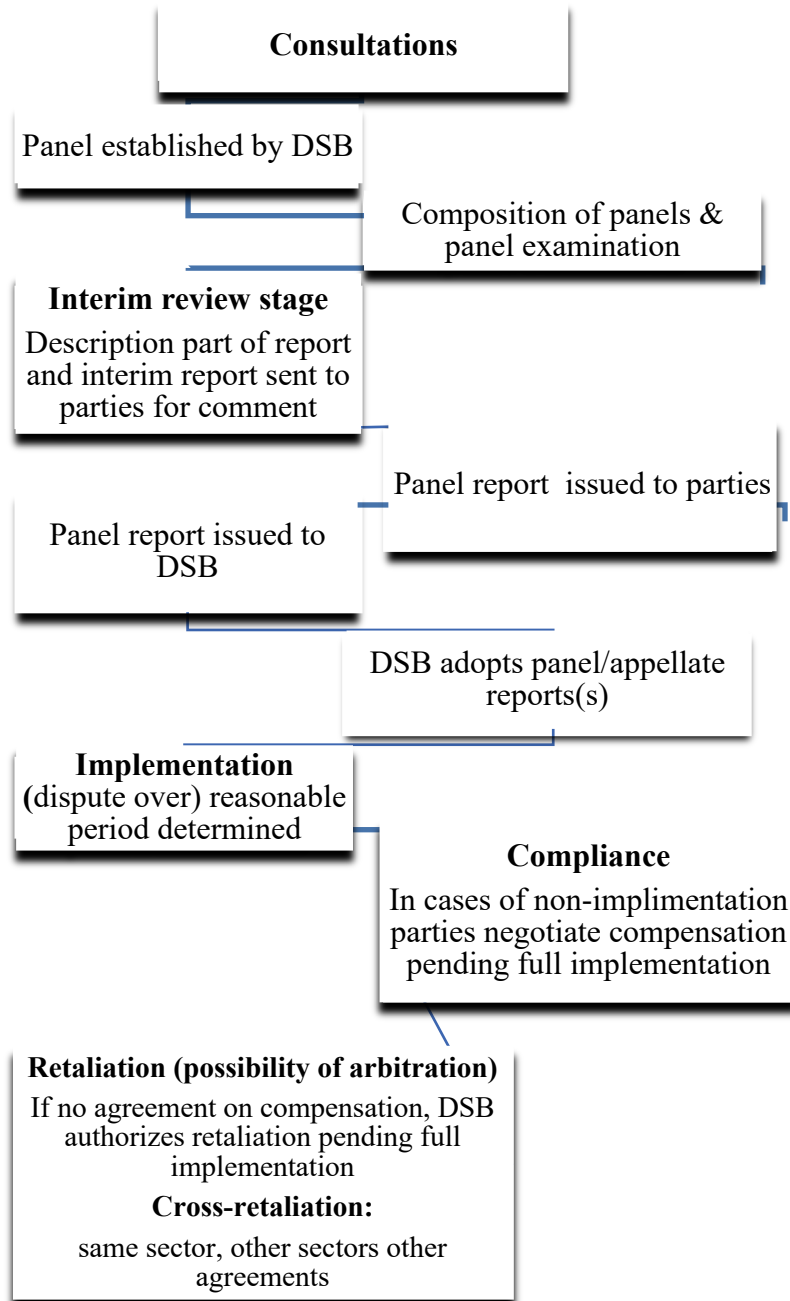 Consultations
Panel established by DSB
Composition of panels &
panel examination
Interim review stage
Description part of report
and interim report sent to
parties for comment
Panel report issued to parties
Panel report issued to
DSB
DSB adopts panel/appellate
reports(s)
Implementation
(dispute over) reasonable
period determined
Compliance
In cases of non-implimentation
parties negotiate compensation
pending full implementation
Retaliation (possibility of arbitration)
If no agreement on compensation, DSB
authorizes retaliation pending full
implementation
Cross-retaliation:
same sector, other sectors other
agreements